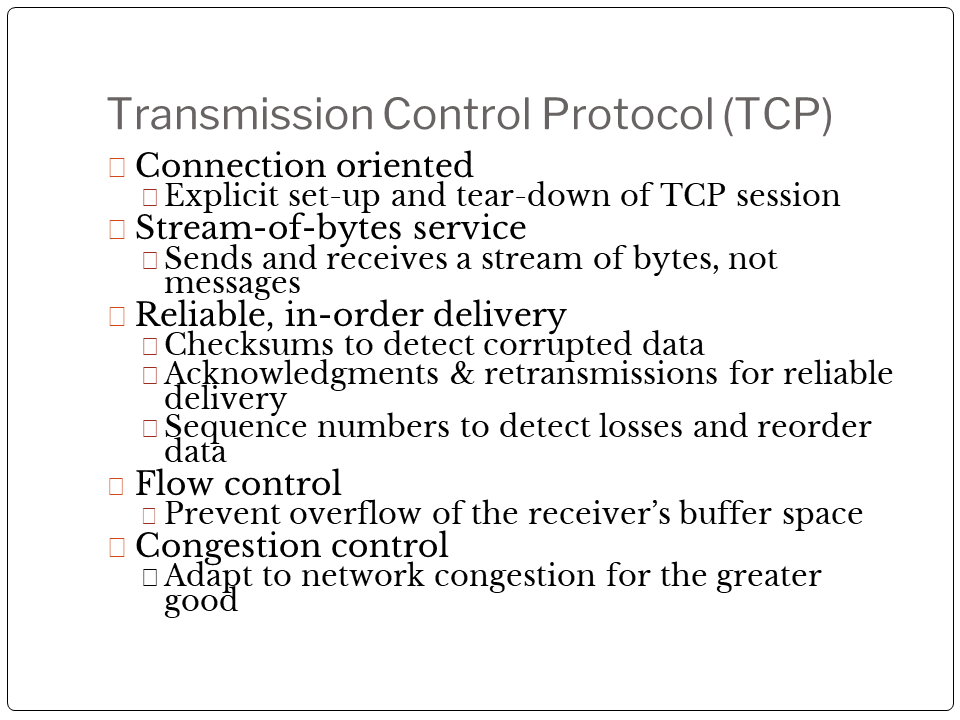 Transmission Control Protocol (TCP)
Connection oriented
Explicit set-up and tear-down of TCP session
Stream-of-bytes service
Sends and receives a stream of bytes, not
messages
Reliable, in-order delivery
Checksums to detect corrupted data
Acknowledgments & retransmissions for reliable
delivery
Sequence numbers to detect losses and reorder
data
Flow control
Prevent overflow of the receiver’s buffer space
Congestion control
Adapt to network congestion for the greater
good